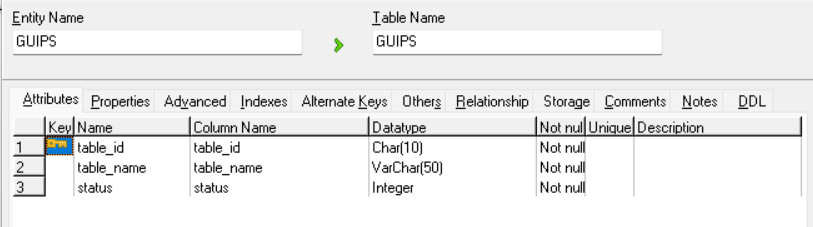 Entity Name Table Name
GUIPS GUIPS
Attributes Properties Advanced Indexes Alternate Keys Others Relationship Storage Comments Notes DDL
Key Name Column Name Datatype Not nul Unique Description
1 table_id table_id Char(10) Not null
2 table_name table_name VarChar(50) Not null
3 status status Integer Not null